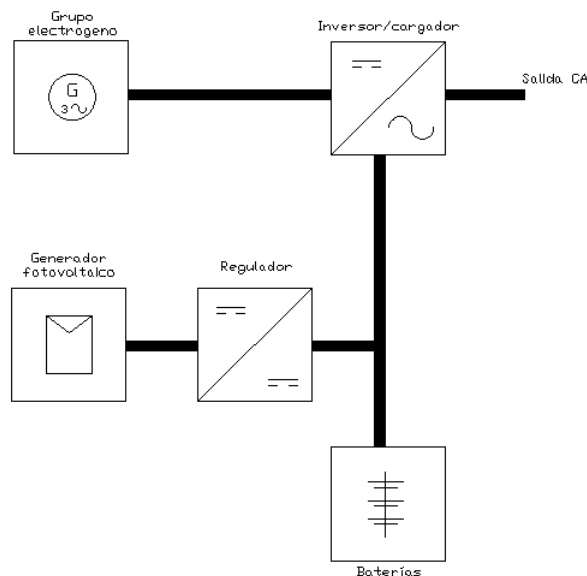 Grupo
electrogeno
Inversor/cargador
G
3
Salida CA
Generador
fotovoltaico
Regulador
Baterías